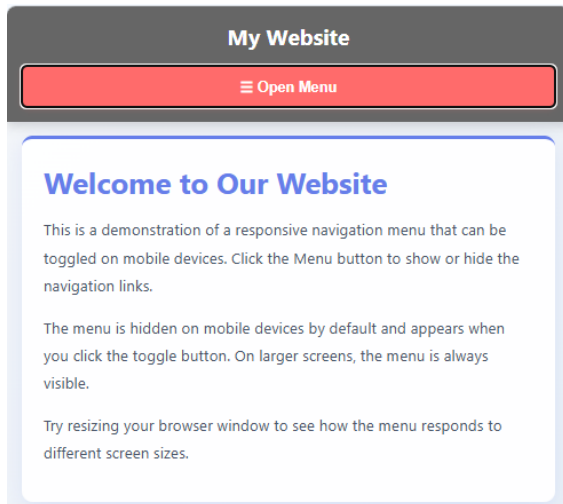 My Website
☰ Open Menu
Welcome to Our Website
This is a demonstration of a responsive navigation menu that can be
toggled on mobile devices. Click the Menu button to show or hide the
navigation links.
The menu is hidden on mobile devices by default and appears when
you click the toggle button. On larger screens, the menu is always
visible.
Try resizing your browser window to see how the menu responds to
different screen sizes.